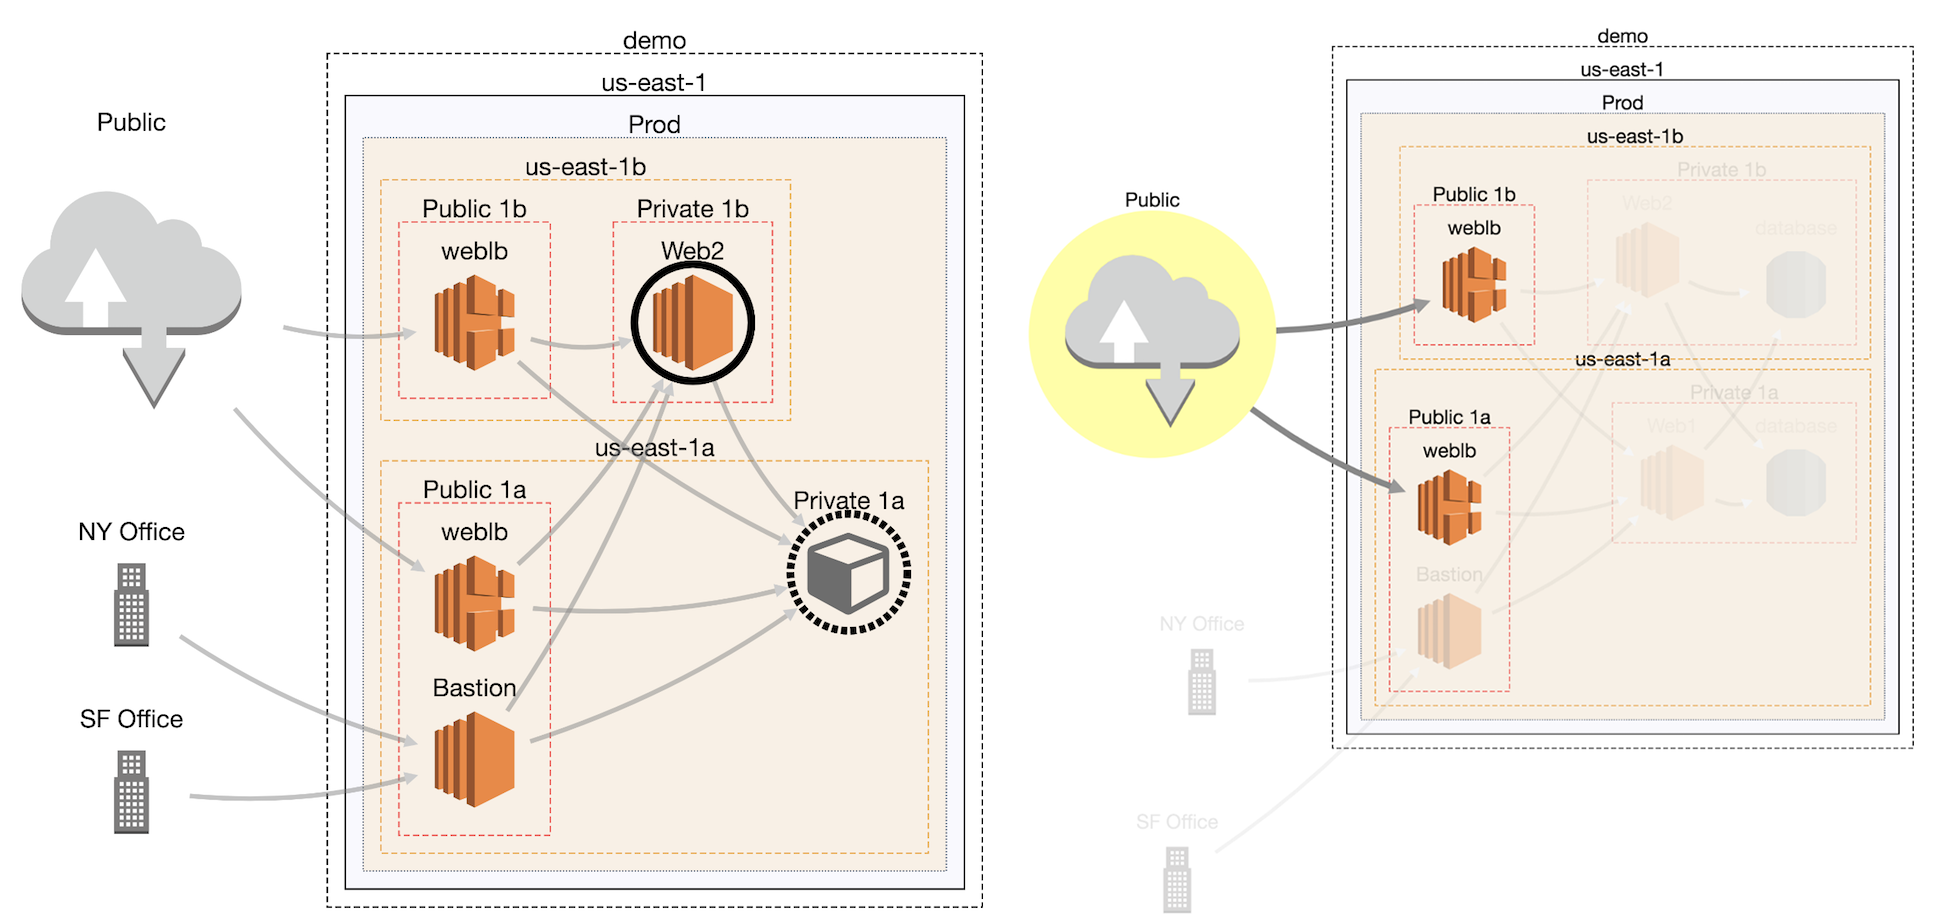 demo
us-east-1
Prod
us-east-1b
Public
Public 1b
Private 1b
weblb
Web2
us-east-1a
Public 1a
Private 1a
weblb
NY Office
Bastion
SF Office
demo
us-east-1
Prod
us-east-1b
Private 1b
Public
Public 1b
Web2
weblb
database
us-east-1a
Private 1a
Public 1a
Web1
database
weblb
Bastion
NY Office
SF Office